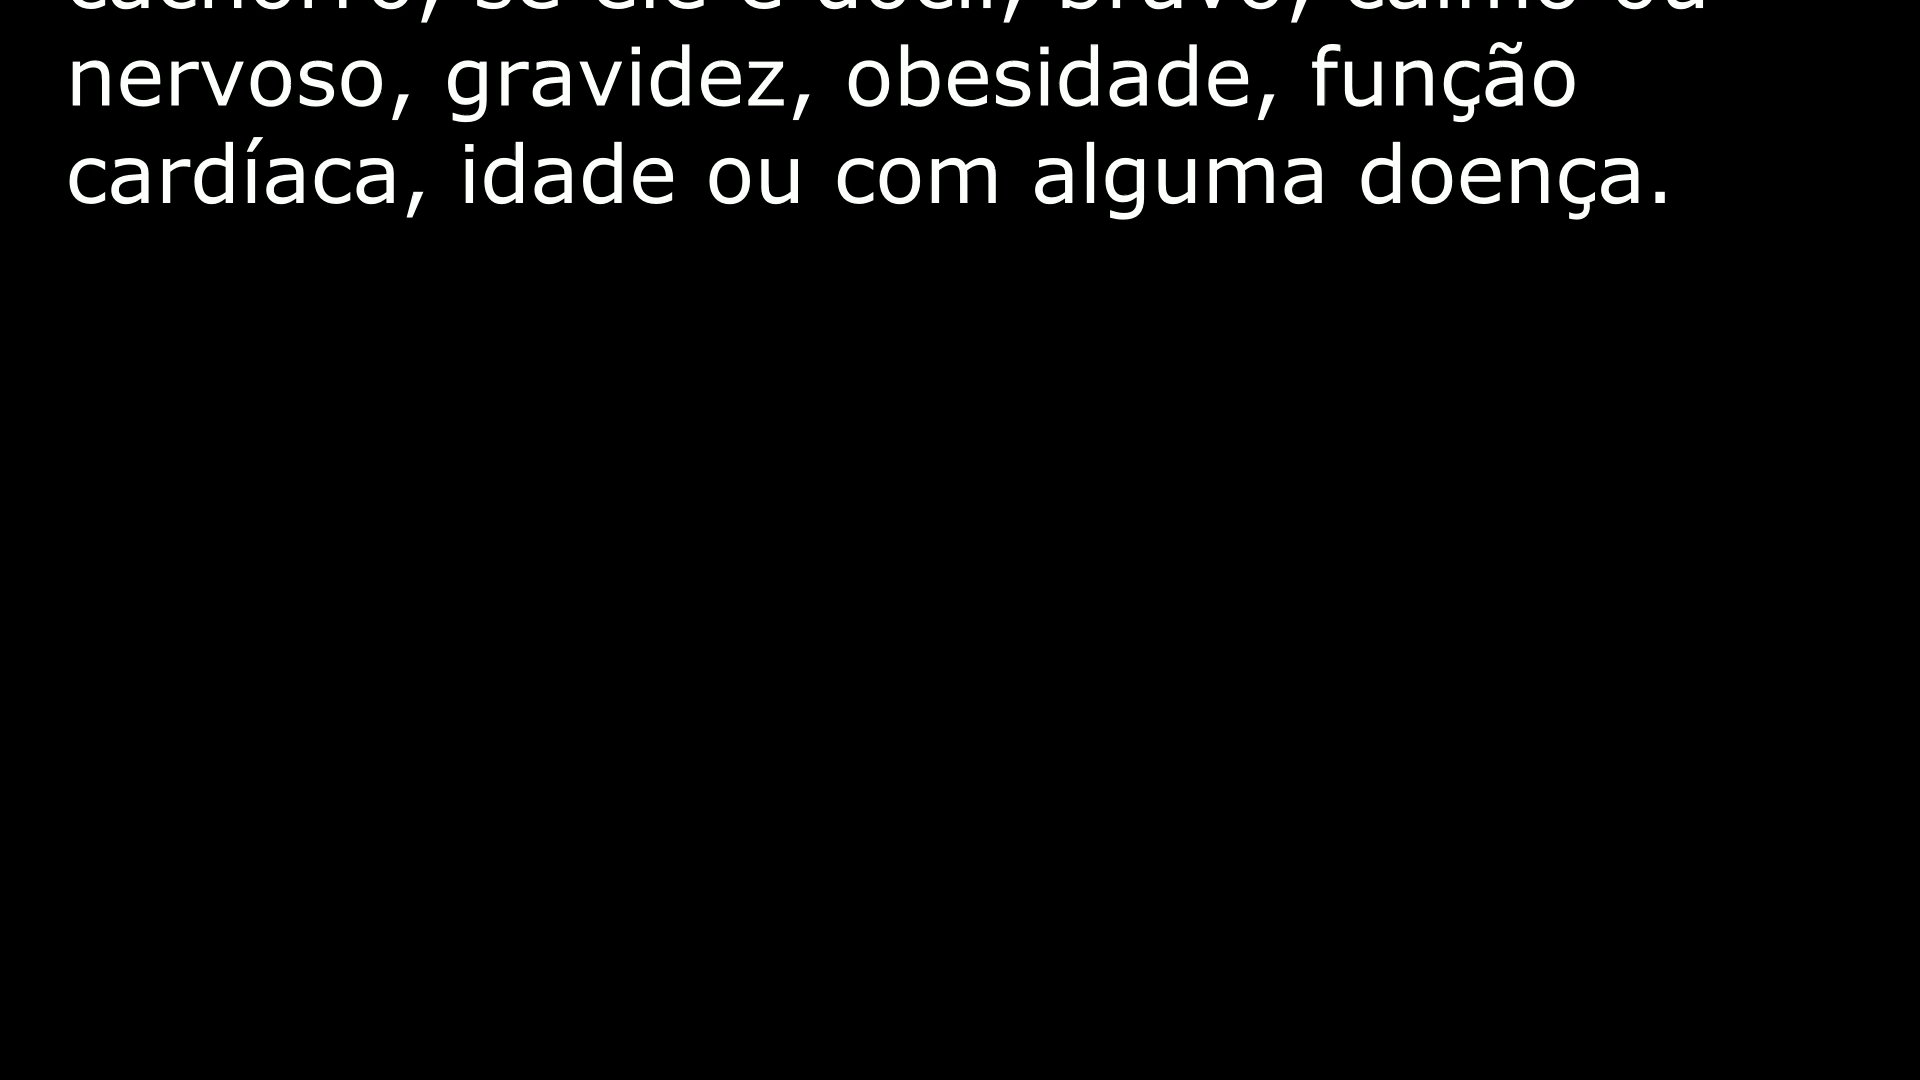 cachorro, se ele é dócil, bravo, calmo ou
nervoso, gravidez, obesidade, função
cardíaca, idade ou com alguma doença.